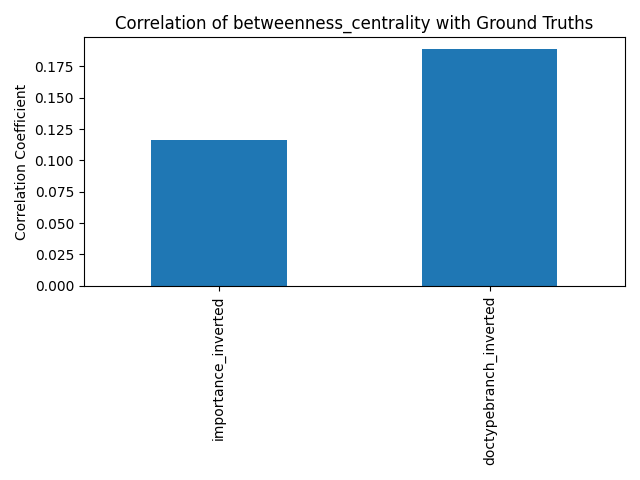 Correlation of betweenness_centrality with Ground Truths
Correlation Coefficient
0.175
0.150
0.125
0.100
0.075
0.050
0.025
0.000
importance_inverted
doctypebranch_inverted